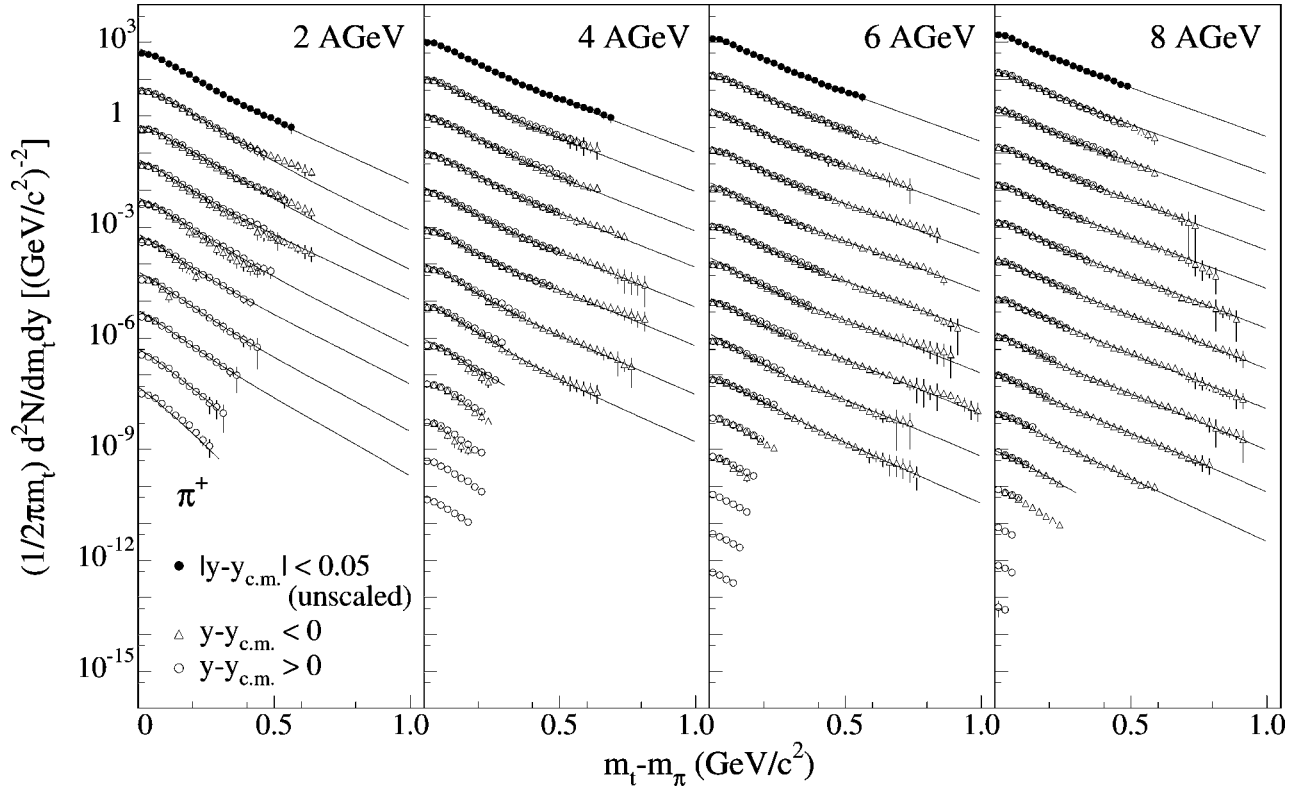 2 AGeV
4 AGeV
6 AGeV
8 AGeV
(1/2πm_t) d²N/dm_tdy [(GeV/c²)⁻²]
10³
1
10⁻³
10⁻⁶
10⁻⁹
10⁻¹²
10⁻¹⁵
π⁺
|y-y_c.m.| < 0.05
(unscaled)
y-y_c.m. < 0
y-y_c.m. > 0
0 0.5 1.0 0.5 1.0 0.5 1.0 0.5 1.0
m_t-m_π (GeV/c²)